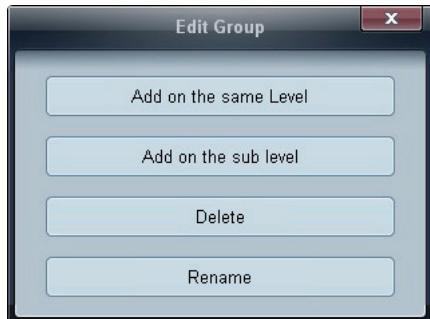 Edit Group
x
Add on the same Level
Add on the sub level
Delete
Rename